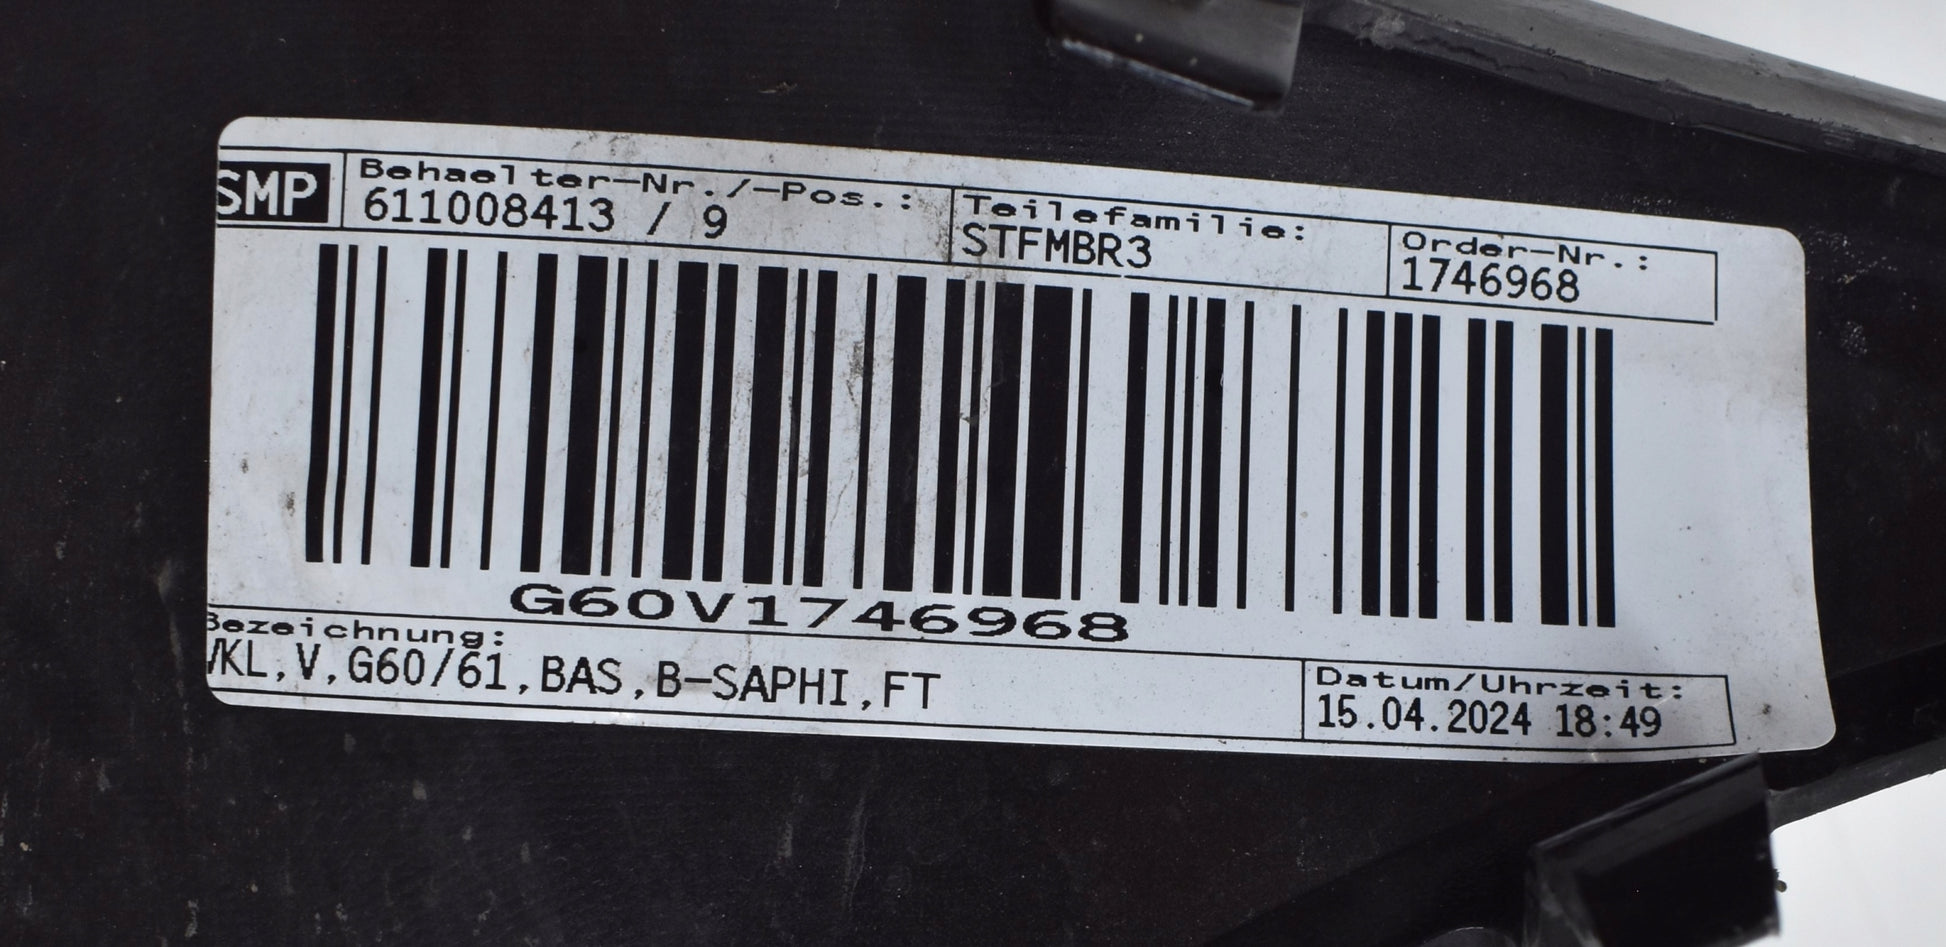 SMP
Behaelter-Nr./-Pos.:
611008413 / 9
Teilefamilie:
STFMBR3
Order-Nr.:
1746968
G60V1746968
Bezeichnung:
VKL,V,G60/61,BAS,B-SAPHI,FT
Datum/Uhrzeit:
15.04.2024 18:49